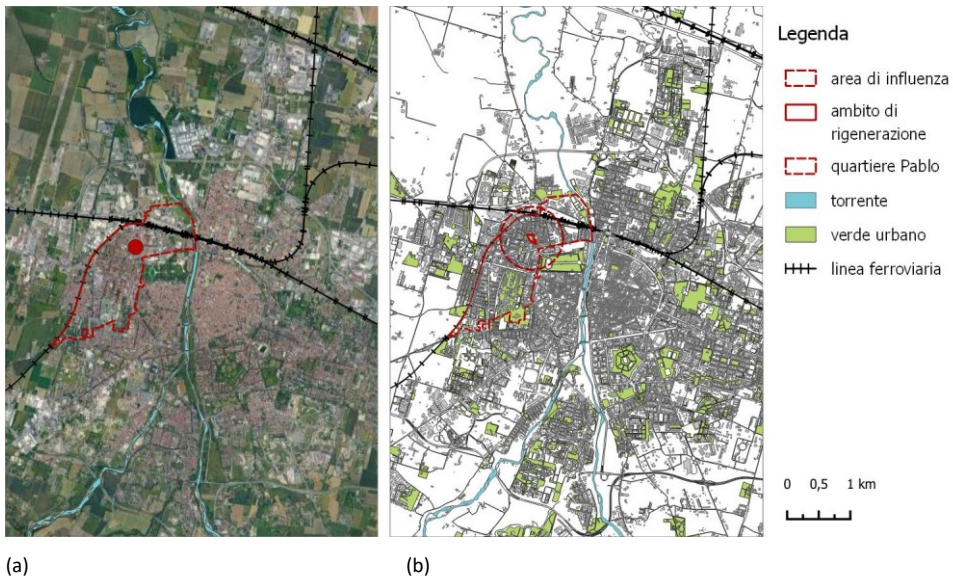 Legenda
area di influenza
ambito di
rigenerazione
quartiere Pablo
torrente
verde urbano
linea ferroviaria
0 0,5 1 km
(a)
(b)